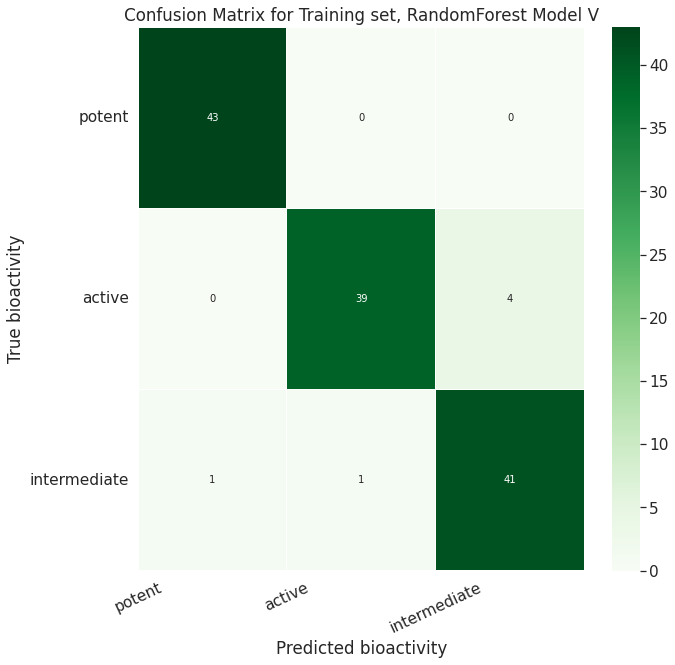 Confusion Matrix for Training set, RandomForest Model V
potent
43
0
0
active
0
39
4
intermediate
1
1
41
True bioactivity
potent
active
intermediate
Predicted bioactivity
40
35
30
25
20
15
10
5
0